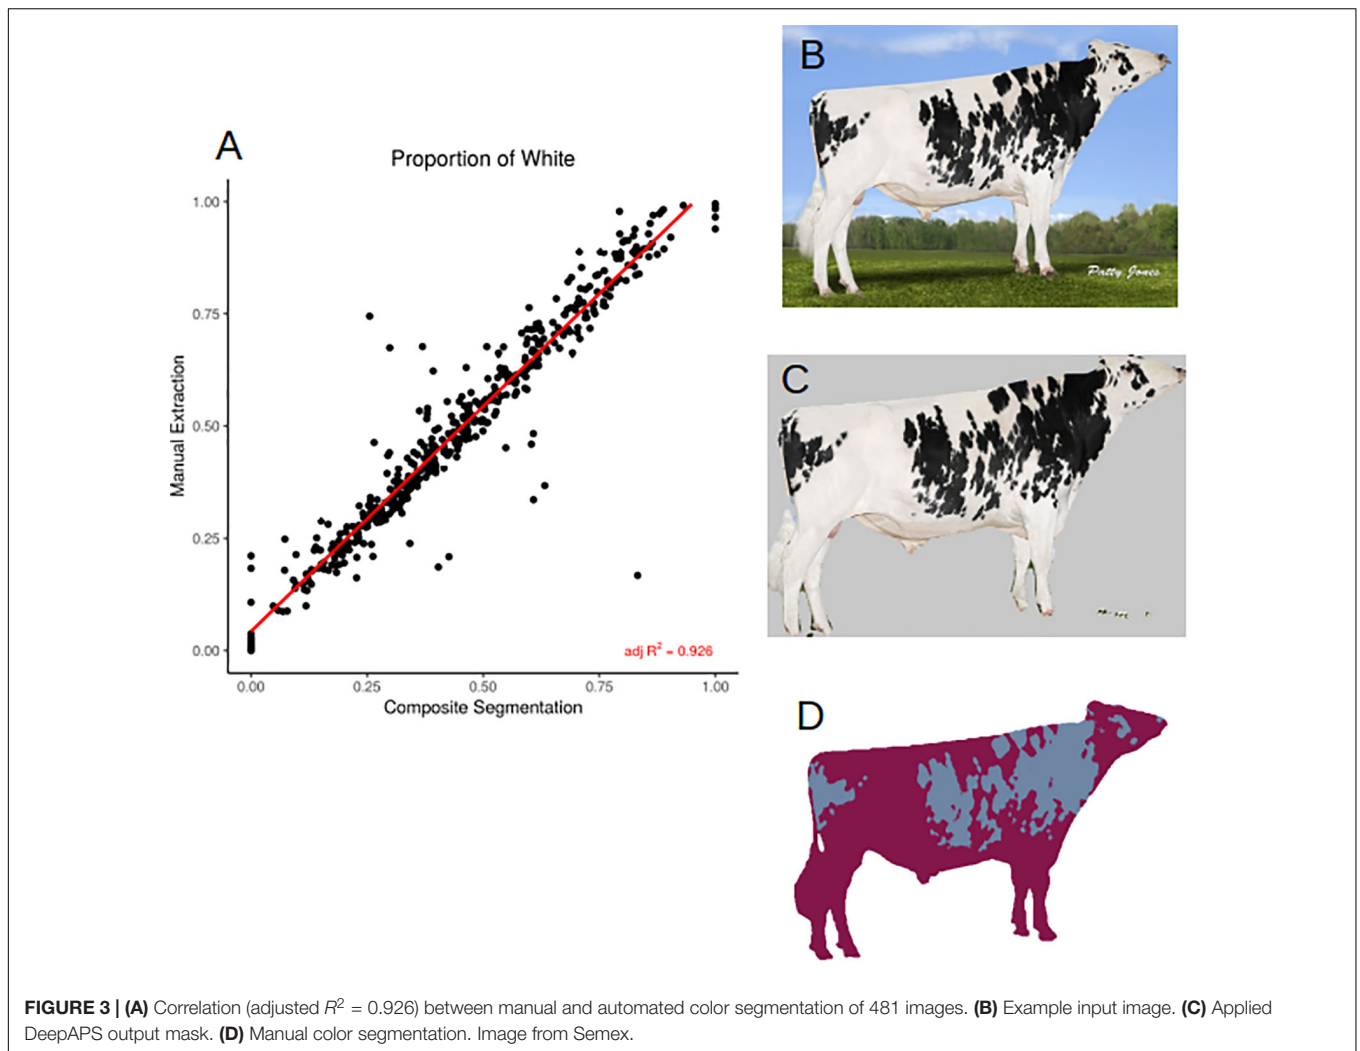 A
Proportion of White
1.00
0.75
0.50
0.25
0.00
Manual Extraction
adj R² = 0.926
0.00 0.25 0.50 0.75 1.00
Composite Segmentation
B
Patty Jones
C
D
FIGURE 3 | (A) Correlation (adjusted R² = 0.926) between manual and automated color segmentation of 481 images. (B) Example input image. (C) Applied
DeepAPS output mask. (D) Manual color segmentation. Image from Semex.